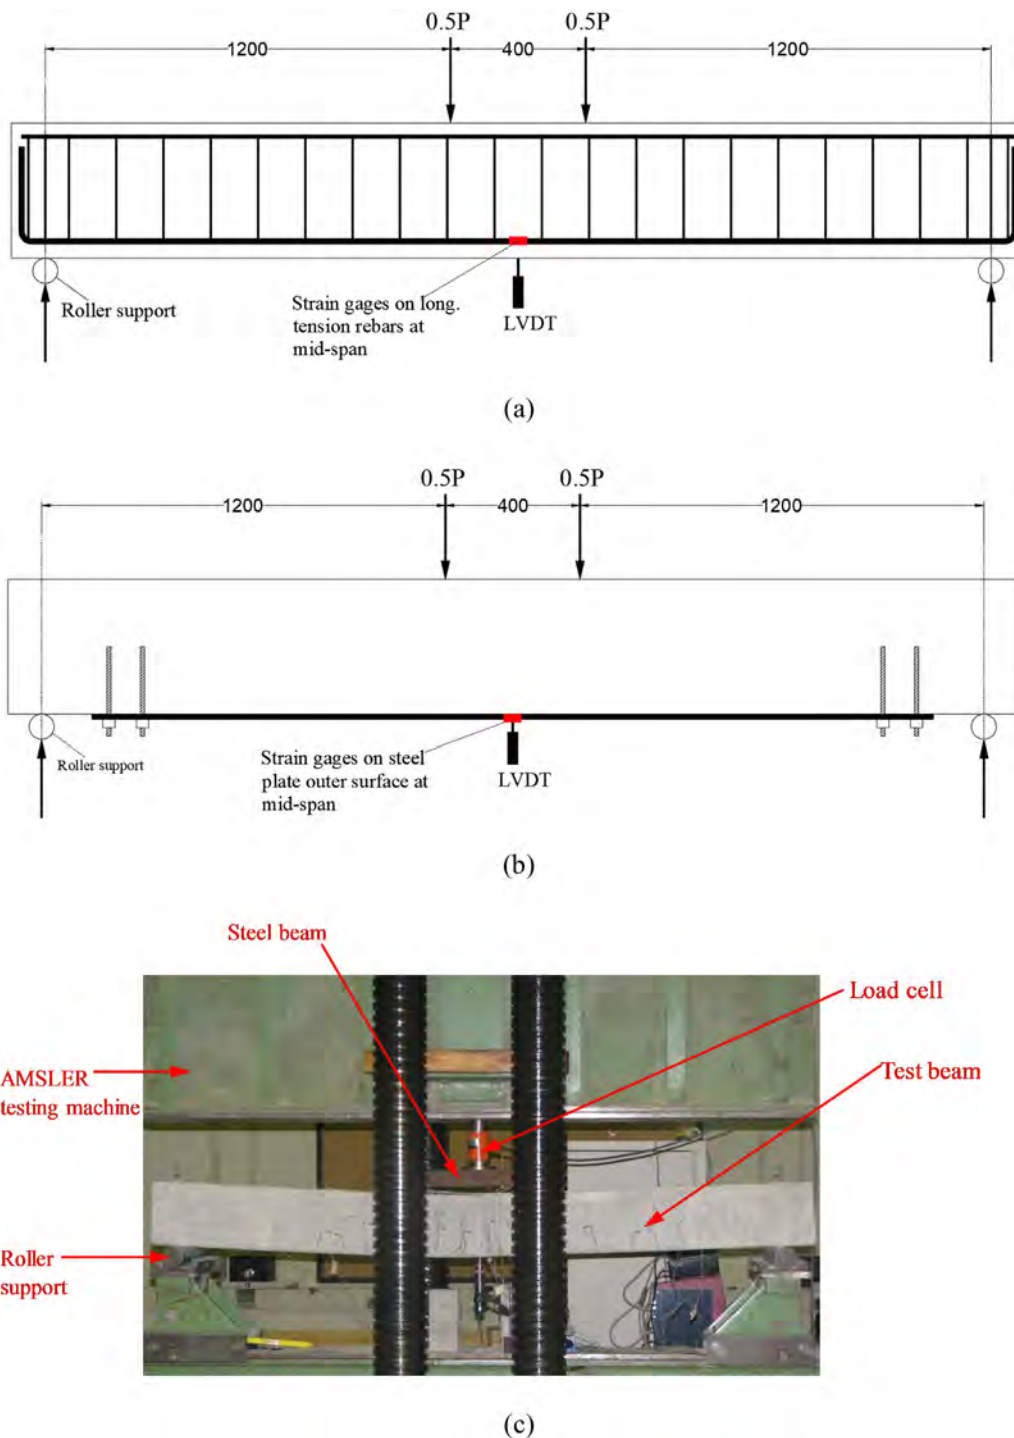 0.5P 0.5P
1200 400 1200
Roller support
Strain gages on long.
tension rebars at
mid-span
LVDT
(a)
0.5P 0.5P
1200 400 1200
Roller support
Strain gages on steel
plate outer surface at
mid-span
LVDT
(b)
Steel beam
Load cell
AMSLER
testing machine
Test beam
Roller
support
(c)